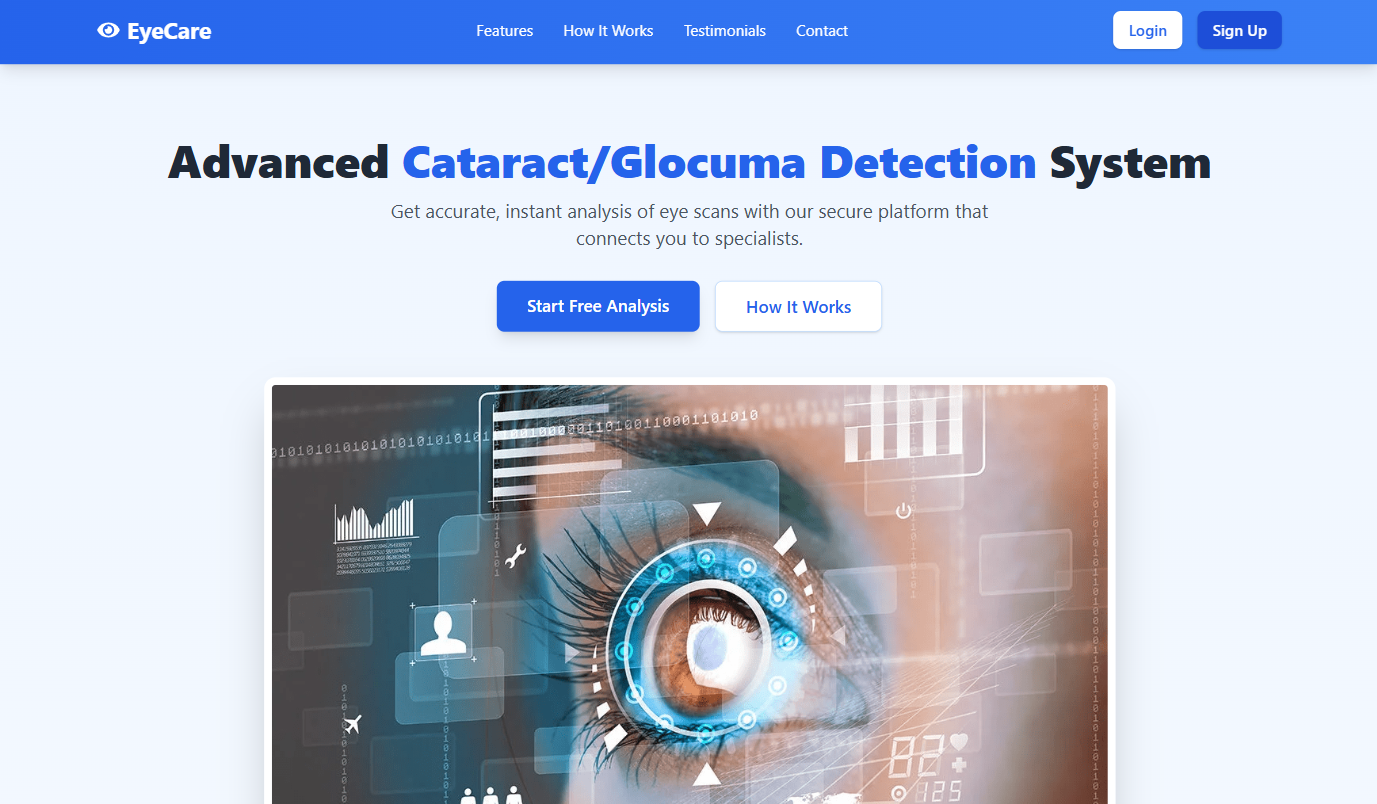 EyeCare
Features
How It Works
Testimonials
Contact
Login
Sign Up
Advanced Cataract/Glocuma Detection System
Get accurate, instant analysis of eye scans with our secure platform that
connects you to specialists.
Start Free Analysis
How It Works
82
125